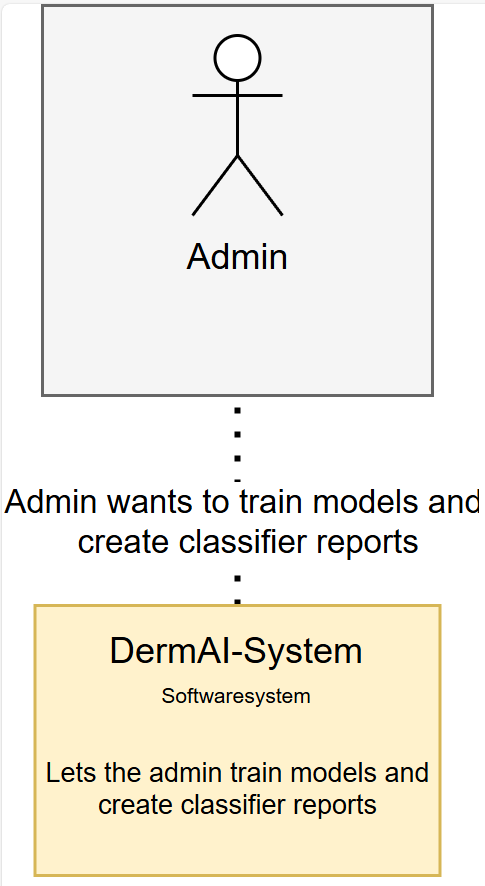 Admin
Admin wants to train models and
create classifier reports
DermAI-System
Softwaresystem
Lets the admin train models and
create classifier reports